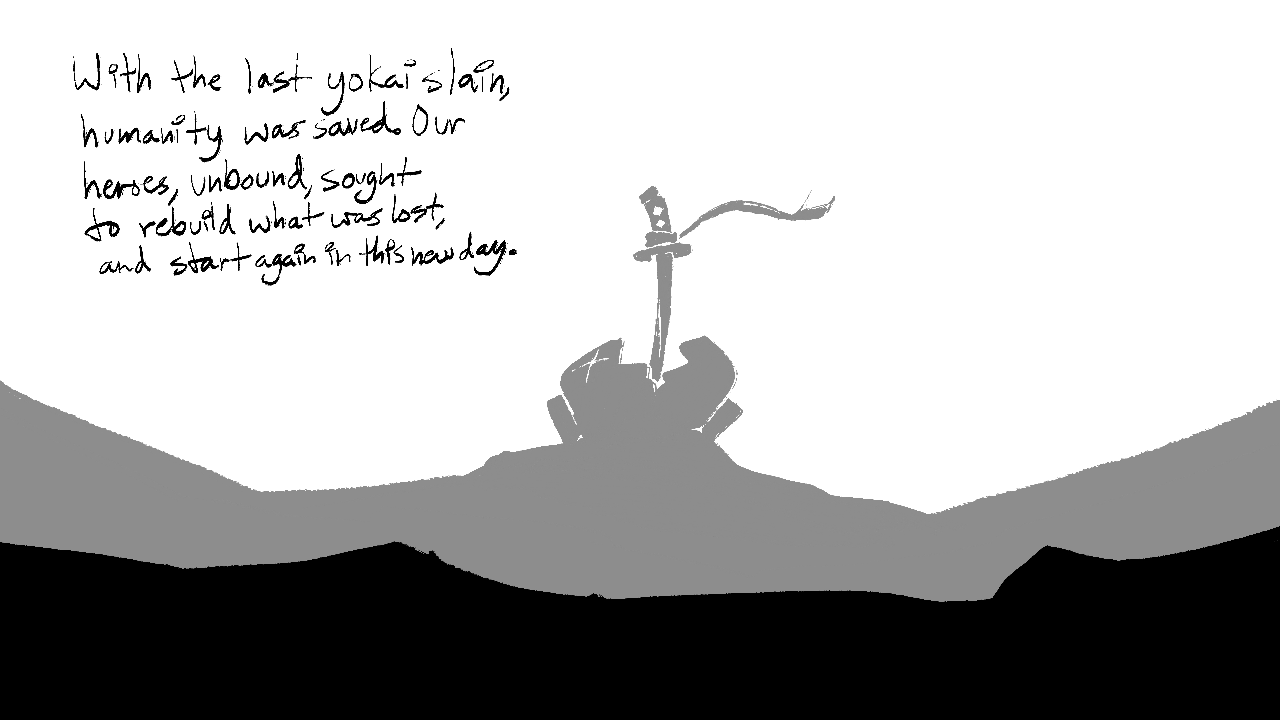 With the last yokai slain,
humanity was saved. Our
heroes, unbound, sought
to rebuild what was lost,
and start again in this new day.